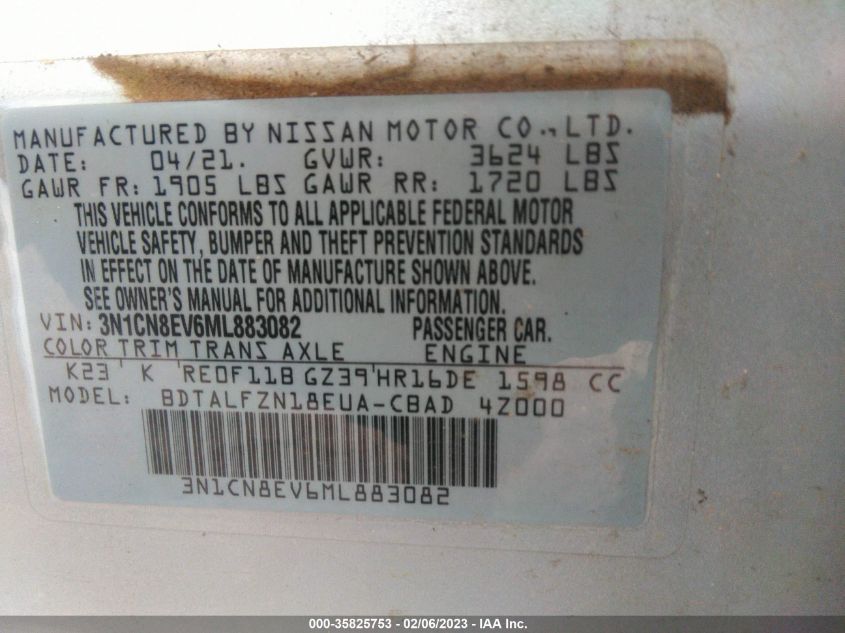 MANUFACTURED BY NISSAN MOTOR CO., LTD.
DATE: 04/21. GVWR: 3624 LBS
GAWR FR: 1905 LBS GAWR RR: 1720 LBS
THIS VEHICLE CONFORMS TO ALL APPLICABLE FEDERAL MOTOR
VEHICLE SAFETY, BUMPER AND THEFT PREVENTION STANDARDS
IN EFFECT ON THE DATE OF MANUFACTURE SHOWN ABOVE.
SEE OWNER'S MANUAL FOR ADDITIONAL INFORMATION.
VIN: 3N1CN8EV6ML883082 PASSENGER CAR.
COLOR TRIM TRANS AXLE ENGINE
K23 K RE0F11B GZ39 HR16DE 1598 CC
MODEL: BDTALFZN18EUA-CBAD 4Z000
3N1CN8EV6ML883082
000-35825753 - 02/06/2023 - IAA Inc.